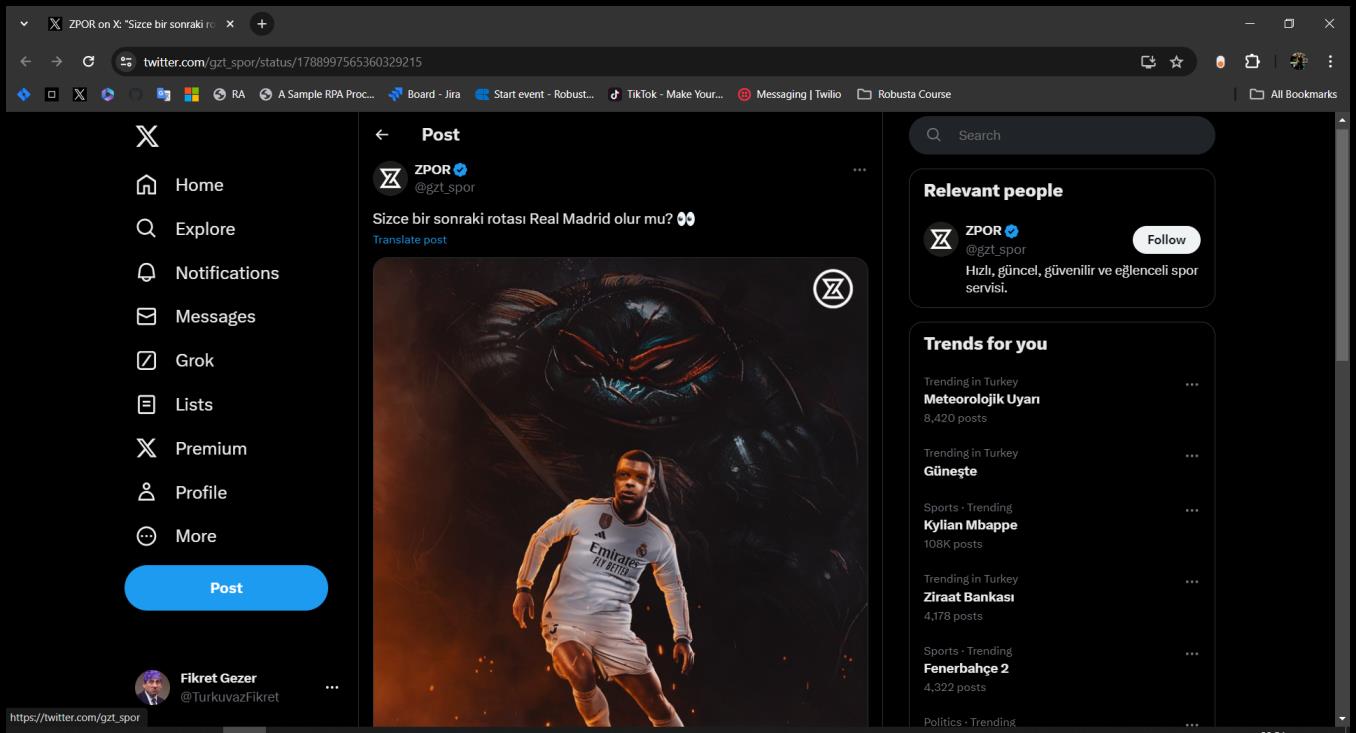 ZPOR on X: "Sizce bir sonraki ro
twitter.com/gzt_spor/status/1788997565360329215
RA
A Sample RPA Proc...
Board - Jira
Start event - Robust...
TikTok - Make Your...
Messaging | Twilio
Robusta Course
All Bookmarks
Home
Explore
Notifications
Messages
Grok
Lists
Premium
Profile
More
Post
Fikret Gezer
@TurkuvazFikret
https://twitter.com/gzt_spor
Post
ZPOR
@gzt_spor
Sizce bir sonraki rotası Real Madrid olur mu? 👀
Translate post
Emirates
FLY BETTER
Search
Relevant people
ZPOR
@gzt_spor
Follow
Hızlı, güncel, güvenilir ve eğlenceli spor
servisi.
Trends for you
Trending in Turkey
Meteorolojik Uyarı
8,420 posts
Trending in Turkey
Güneşte
Sports · Trending
Kylian Mbappe
108K posts
Trending in Turkey
Ziraat Bankası
4,178 posts
Sports · Trending
Fenerbahçe 2
4,322 posts
Politics · Trending